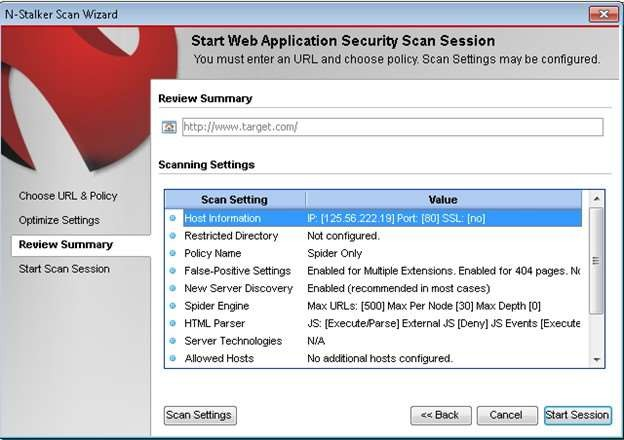 N-Stalker Scan Wizard
Start Web Application Security Scan Session
You must enter an URL and choose policy. Scan Settings may be configured.
Review Summary
http://www.target.com/
Scanning Settings
Choose URL & Policy
Optimize Settings
Review Summary
Start Scan Session
Scan Setting Value
Host Information IP: [125.56.222.19] Port: [80] SSL: [no]
Restricted Directory Not configured.
Policy Name Spider Only
False-Positive Settings Enabled for Multiple Extensions. Enabled for 404 pages. No
New Server Discovery Enabled (recommended in most cases)
Spider Engine Max URLs: [500] Max Per Node [30] Max Depth [0]
HTML Parser JS: [Execute/Parse] External JS [Deny] JS Events [Execute
Server Technologies N/A
Allowed Hosts No additional hosts configured.
Scan Settings
<< Back
Cancel
Start Session